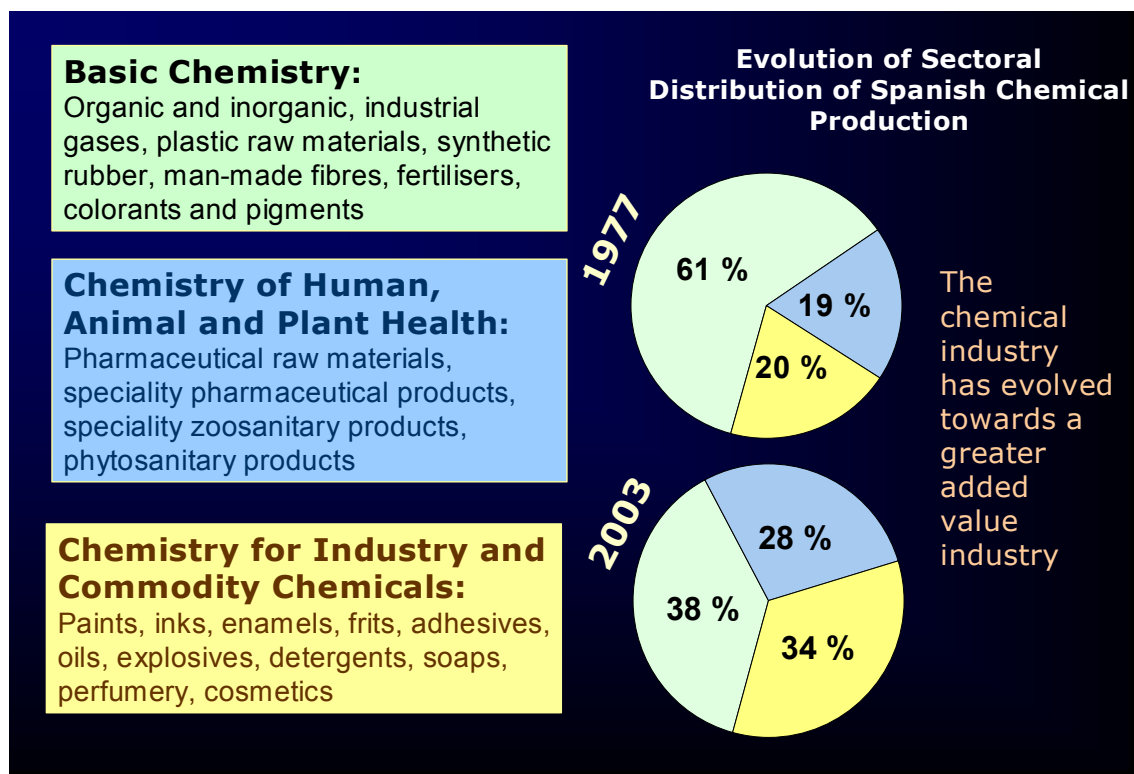 Basic Chemistry:
Organic and inorganic, industrial
gases, plastic raw materials, synthetic
rubber, man-made fibres, fertilisers,
colorants and pigments
Chemistry of Human,
Animal and Plant Health:
Pharmaceutical raw materials,
speciality pharmaceutical products,
speciality zoosanitary products,
phytosanitary products
Chemistry for Industry and
Commodity Chemicals:
Paints, inks, enamels, frits, adhesives,
oils, explosives, detergents, soaps,
perfumery, cosmetics
Evolution of Sectoral
Distribution of Spanish Chemical
Production
1977
61 %
19 %
20 %
2003
28 %
38 %
34 %
The
chemical
industry
has evolved
towards a
greater
added
value
industry